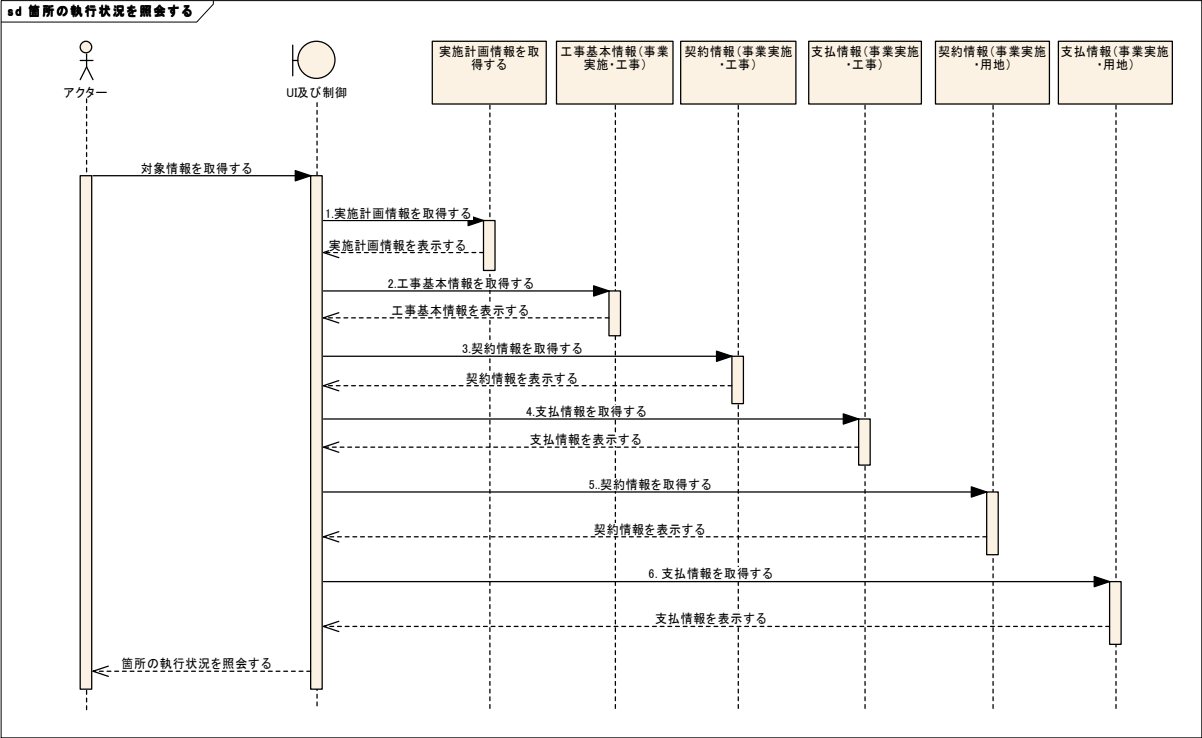 sd 箇所の執行状況を照会する
アクター
UI及び制御
実施計画情報を取
得する
工事基本情報(事業
実施・工事)
契約情報(事業実施
・工事)
支払情報(事業実施
・工事)
契約情報(事業実施
・用地)
支払情報(事業実施
・用地)
対象情報を取得する
1.実施計画情報を取得する
実施計画情報を表示する
2.工事基本情報を取得する
工事基本情報を表示する
3.契約情報を取得する
契約情報を表示する
4.支払情報を取得する
支払情報を表示する
5..契約情報を取得する
契約情報を表示する
6. 支払情報を取得する
支払情報を表示する
箇所の執行状況を照会する